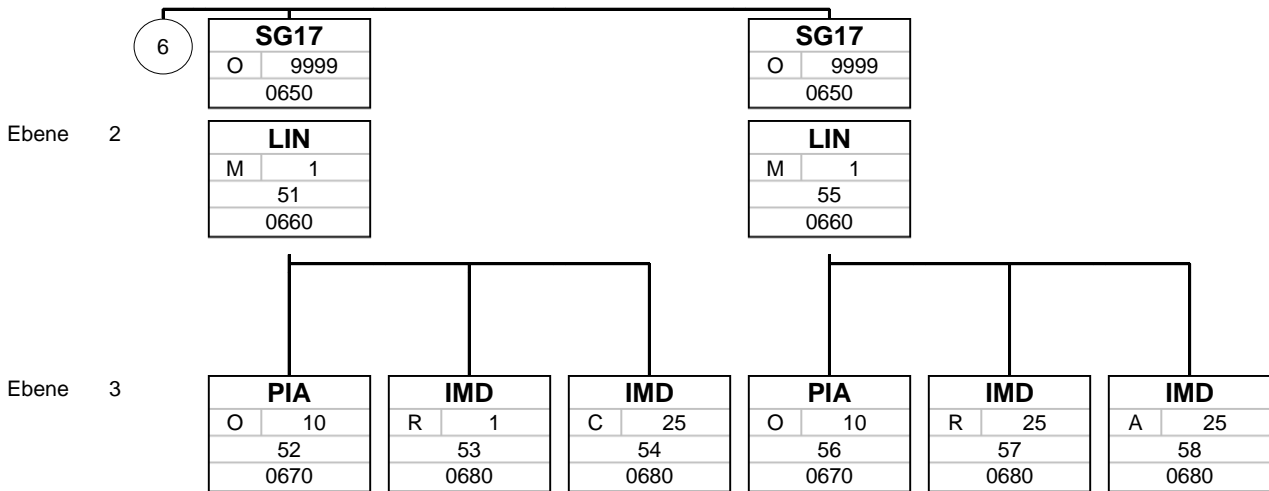 6
SG17
O 9999
0650
SG17
O 9999
0650
Ebene 2
LIN
M 1
51
0660
LIN
M 1
55
0660
Ebene 3
PIA
O 10
52
0670
IMD
R 1
53
0680
IMD
C 25
54
0680
PIA
O 10
56
0670
IMD
R 25
57
0680
IMD
A 25
58
0680